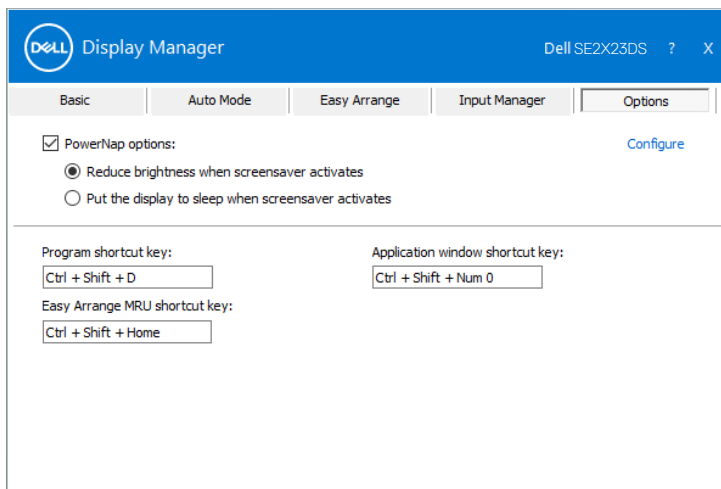 DELL Display Manager Dell SE2X23DS ? X
Basic Auto Mode Easy Arrange Input Manager Options
PowerNap options: Configure
Reduce brightness when screensaver activates
Put the display to sleep when screensaver activates
Program shortcut key: Application window shortcut key:
Ctrl + Shift + D Ctrl + Shift + Num 0
Easy Arrange MRU shortcut key:
Ctrl + Shift + Home